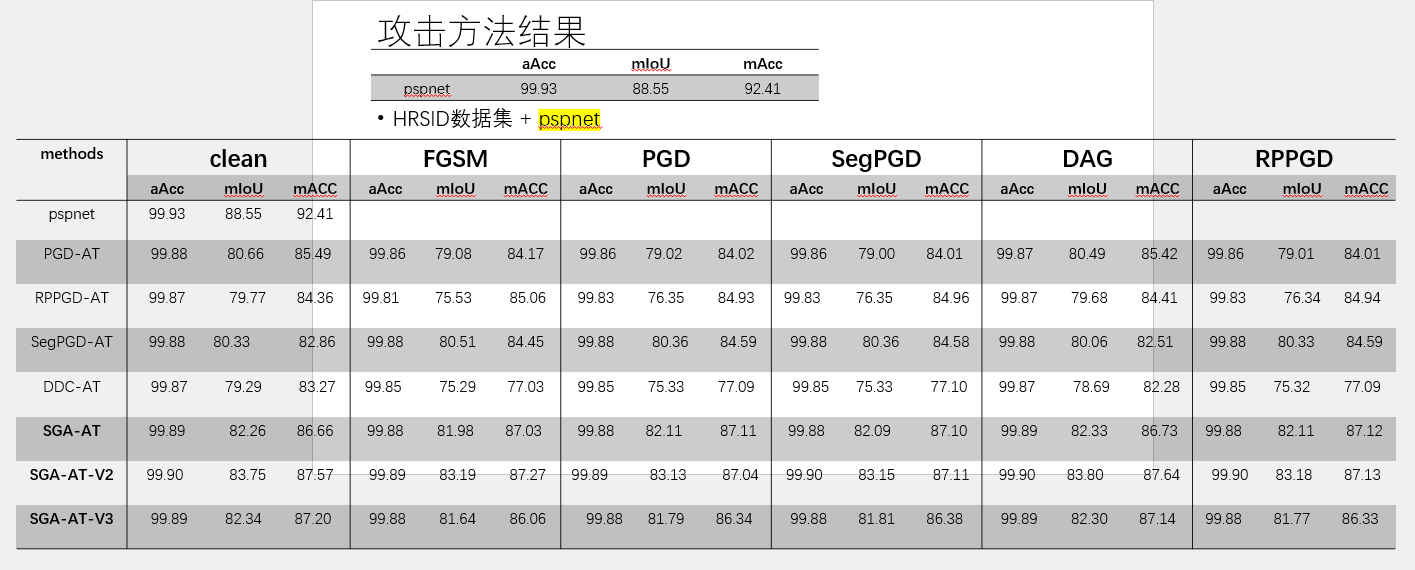 攻击方法结果
aAcc mIoU mAcc
pspnet 99.93 88.55 92.41
• HRSID数据集 + pspnet
methods clean FGSM PGD SegPGD DAG RPPGD
aAcc mIoU mACC aAcc mIoU mACC aAcc mIoU mACC aAcc mIoU mACC aAcc mIoU mACC aAcc mIoU mACC
pspnet 99.93 88.55 92.41
PGD-AT 99.88 80.66 85.49 99.86 79.08 84.17 99.86 79.02 84.02 99.86 79.00 84.01 99.87 80.49 85.42 99.86 79.01 84.01
RPPGD-AT 99.87 79.77 84.36 99.81 75.53 85.06 99.83 76.35 84.93 99.83 76.35 84.96 99.87 79.68 84.41 99.83 76.34 84.94
SegPGD-AT 99.88 80.33 82.86 99.88 80.51 84.45 99.88 80.36 84.59 99.88 80.36 84.58 99.88 80.06 82.51 99.88 80.33 84.59
DDC-AT 99.87 79.29 83.27 99.85 75.29 77.03 99.85 75.33 77.09 99.85 75.33 77.10 99.87 78.69 82.28 99.85 75.32 77.09
SGA-AT 99.89 82.26 86.66 99.88 81.98 87.03 99.88 82.11 87.11 99.88 82.09 87.10 99.89 82.33 86.73 99.88 82.11 87.12
SGA-AT-V2 99.90 83.75 87.57 99.89 83.19 87.27 99.89 83.13 87.04 99.90 83.15 87.11 99.90 83.80 87.64 99.90 83.18 87.13
SGA-AT-V3 99.89 82.34 87.20 99.88 81.64 86.06 99.88 81.79 86.34 99.88 81.81 86.38 99.89 82.30 87.14 99.88 81.77 86.33